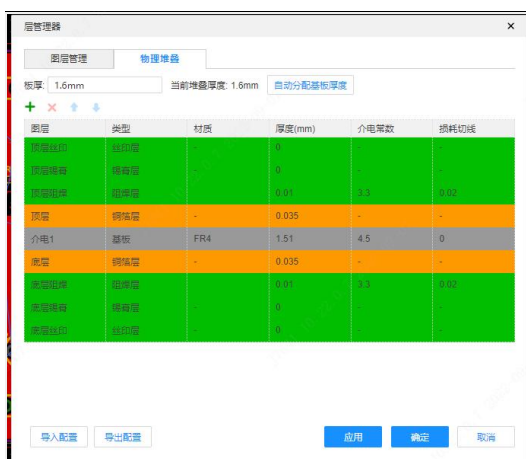 层管理器 ×
图层管理 物理堆叠
板厚: 1.6mm 当前堆叠厚度: 1.6mm 自动分配基板厚度
图层 类型 材质 厚度(mm) 介电常数 损耗切线
顶层丝印 丝印层 - 0 - -
顶层锡膏 锡膏层 - 0 - -
顶层阻焊 阻焊层 - 0.01 3.3 0.02
顶层 铜箔层 - 0.035 - -
介电1 基板 FR4 1.51 4.5 0
底层 铜箔层 - 0.035 - -
底层阻焊 阻焊层 - 0.01 3.3 0.02
底层锡膏 锡膏层 - 0 - -
底层丝印 丝印层 - 0 - -
导入配置 导出配置 应用 确定 取消